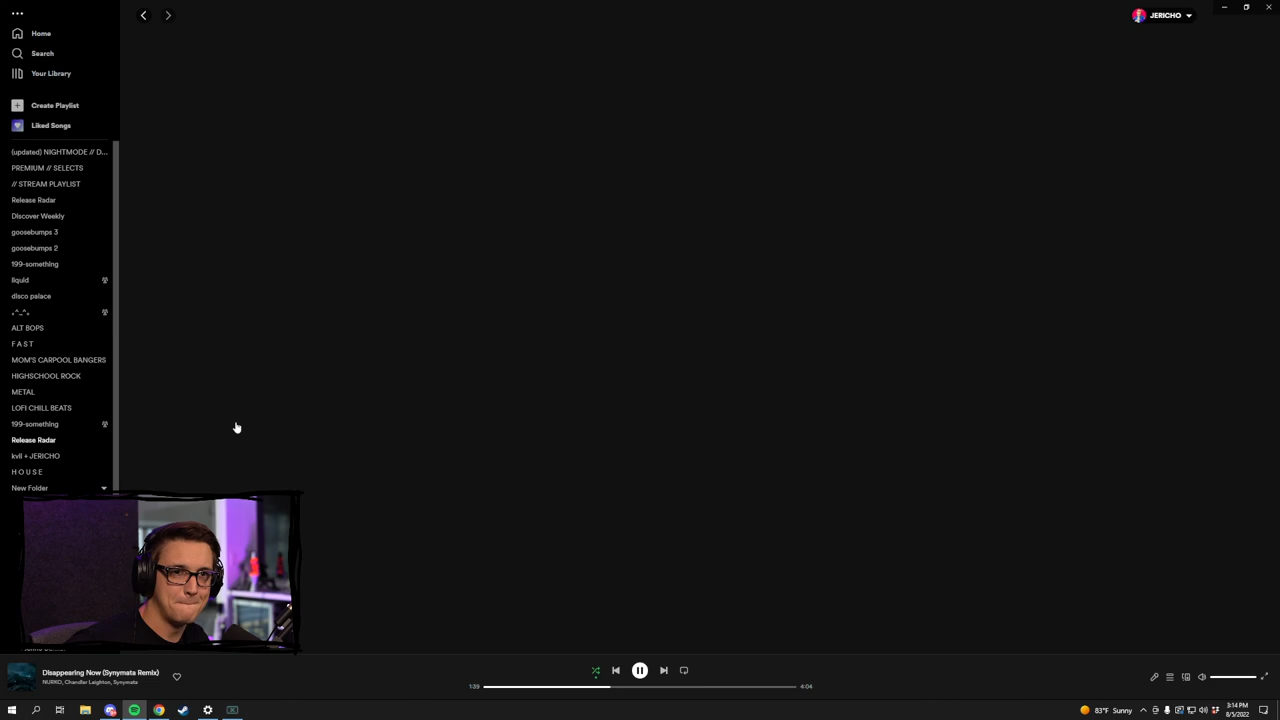 Home
Search
Your Library
Create Playlist
Liked Songs
(updated) NIGHTMODE // D...
PREMIUM // SELECTS
// STREAM PLAYLIST
Release Radar
Discover Weekly
goosebumps 3
goosebumps 2
199-something
liquid
disco palace
.^_^.
ALT BOPS
F A S T
MOM'S CARPOOL BANGERS
HIGHSCHOOL ROCK
METAL
LOFI CHILL BEATS
199-something
Release Radar
kvll + JERICHO
H O U S E
New Folder
JERICHO
Disappearing Now (Synymata Remix)
NURKO, Chandler Leighton, Synymata
1:39
4:04
83°F Sunny
3:14 PM
8/5/2022